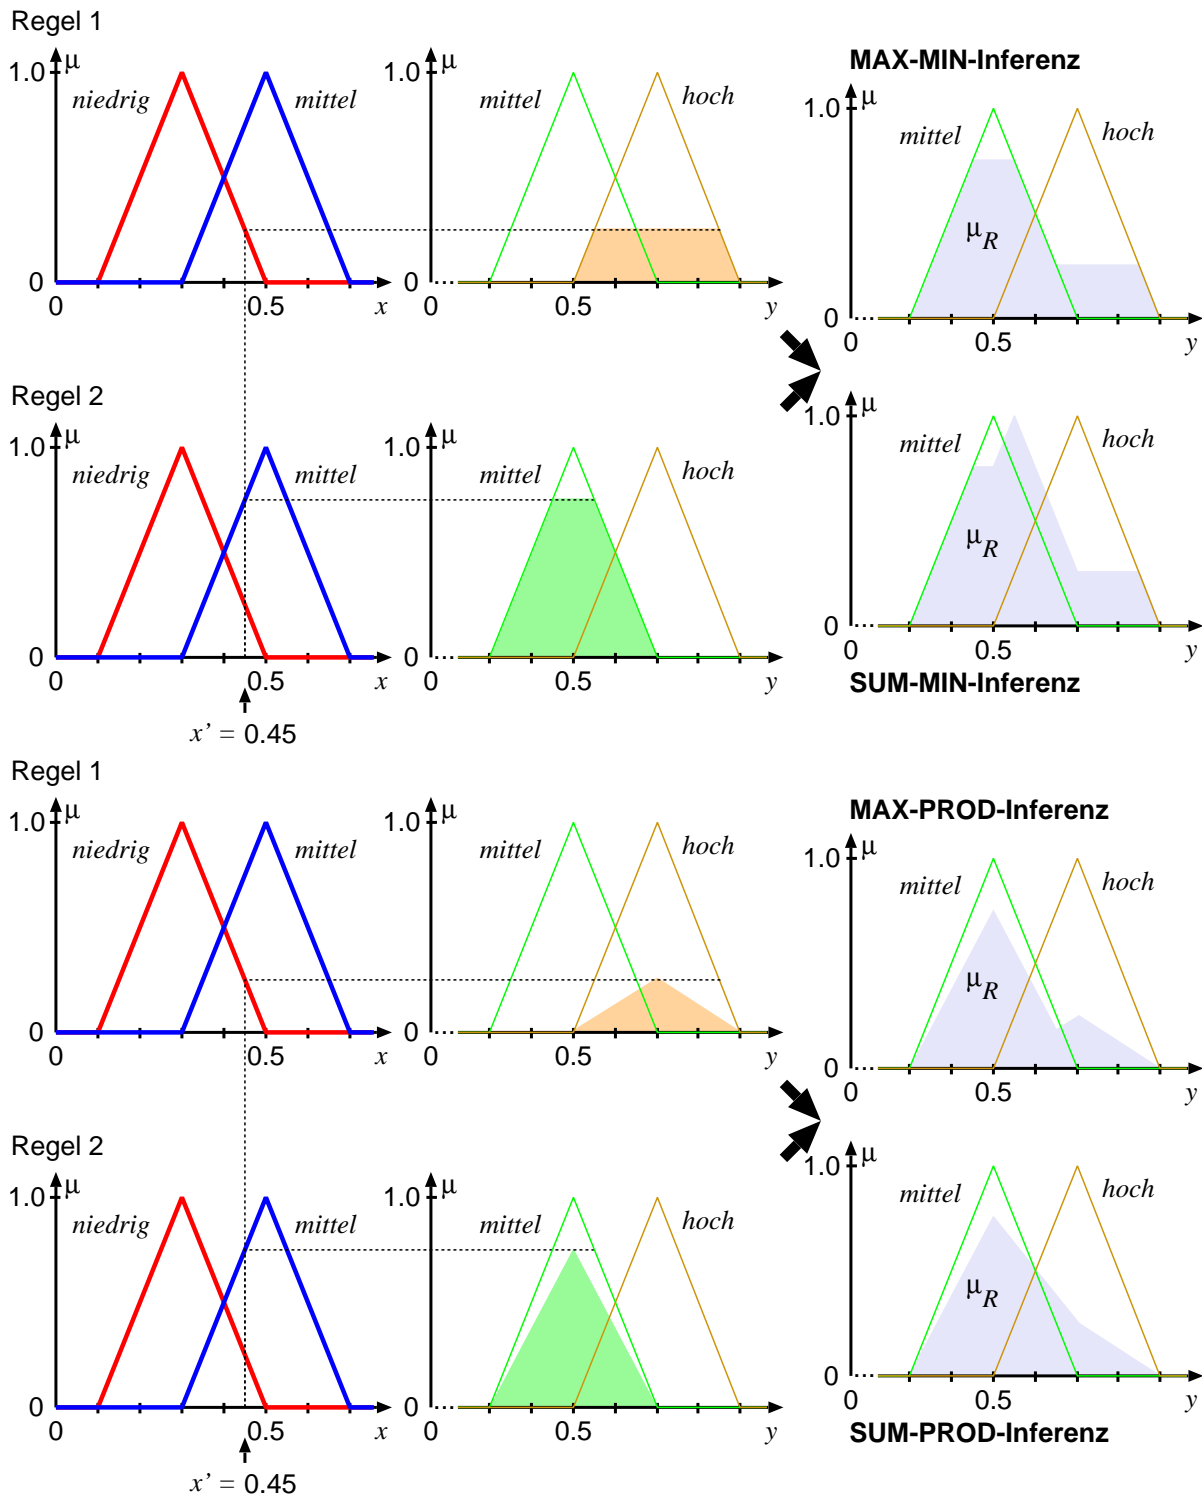 Regel 1
1.0 μ niedrig mittel
0 0 0.5 x
μ 1.0 mittel hoch
0 0 0.5 y
MAX-MIN-Inferenz
1.0 μ mittel hoch
μR
0 0 0.5 y
Regel 2
1.0 μ niedrig mittel
0 0 0.5 x
x' = 0.45
μ 1.0 mittel hoch
0 0 0.5 y
1.0 μ mittel hoch
μR
0 0 0.5 y
SUM-MIN-Inferenz
Regel 1
1.0 μ niedrig mittel
0 0 0.5 x
μ 1.0 mittel hoch
0 0 0.5 y
MAX-PROD-Inferenz
1.0 μ mittel hoch
μR
0 0 0.5 y
Regel 2
1.0 μ niedrig mittel
0 0 0.5 x
x' = 0.45
μ 1.0 mittel hoch
0 0 0.5 y
1.0 μ mittel hoch
μR
0 0 0.5 y
SUM-PROD-Inferenz